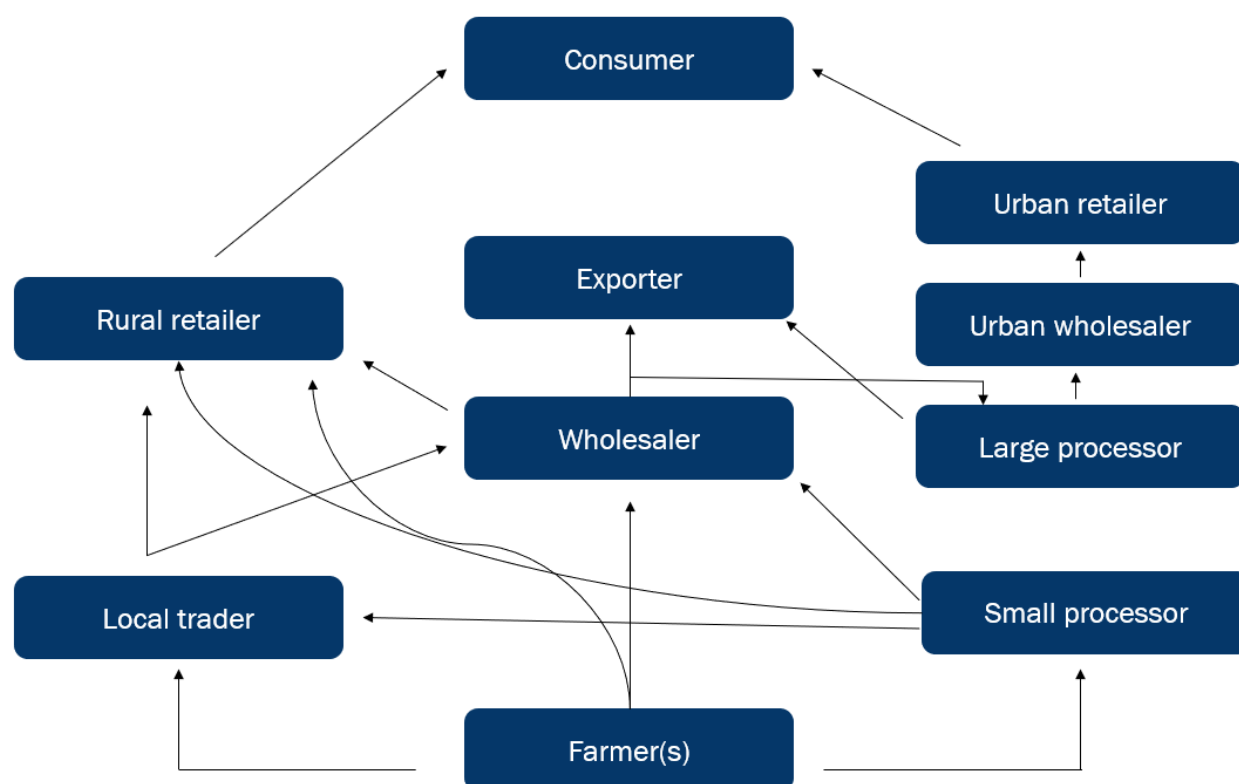 Consumer
Urban retailer
Exporter
Rural retailer
Urban wholesaler
Wholesaler
Large processor
Local trader
Small processor
Farmer(s)